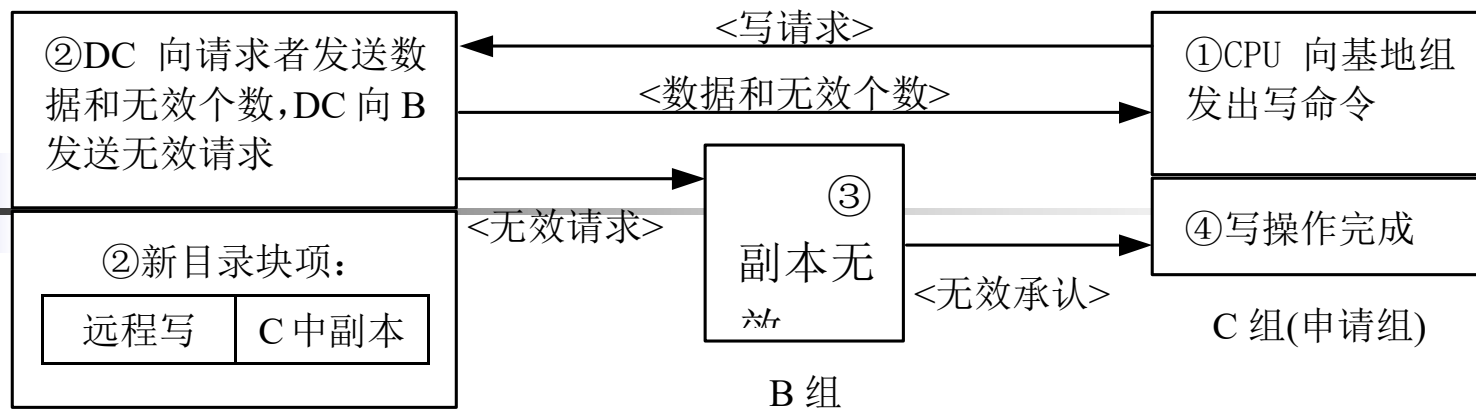 ②DC 向请求者发送数
据和无效个数,DC 向 B
发送无效请求
②新目录块项:
远程写 C 中副本
<写请求>
<数据和无效个数>
<无效请求>
③
副本无
效
B 组
<无效承认>
①CPU 向基地组
发出写命令
④写操作完成
C 组(申请组)